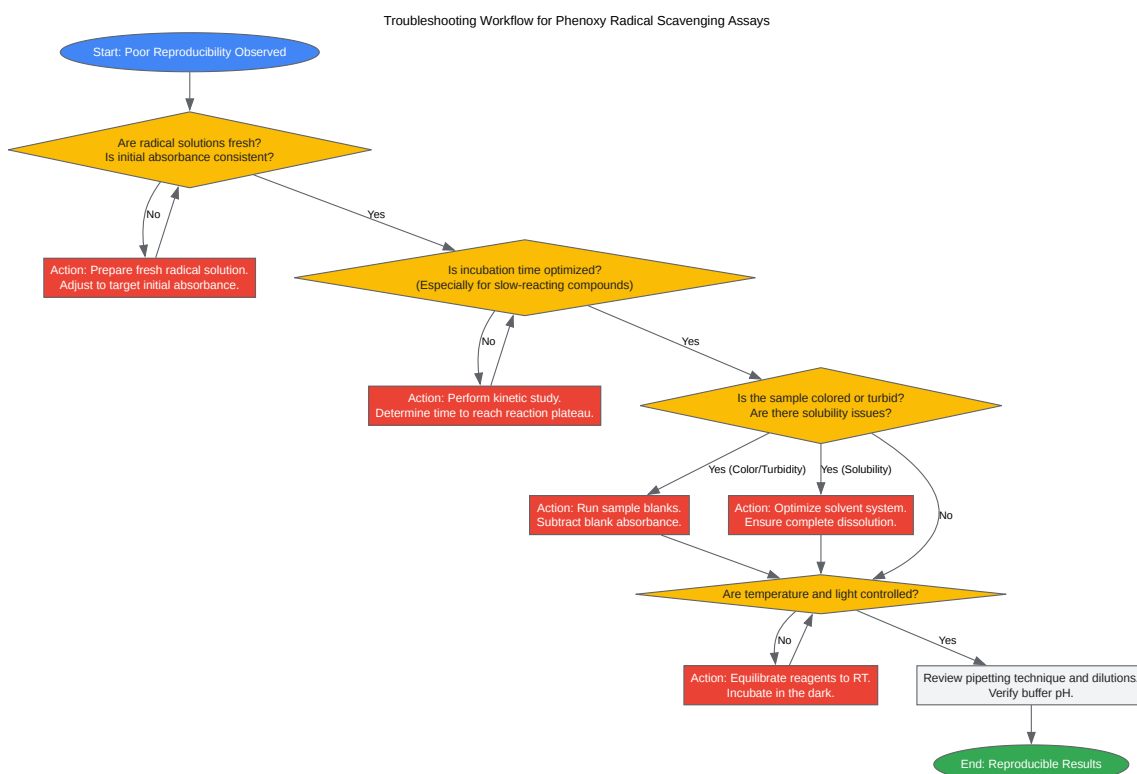 Troubleshooting Workflow for Phenoxy Radical Scavenging Assays
Start: Poor Reproducibility Observed
Are radical solutions fresh?
Is initial absorbance consistent?
No
Yes
Action: Prepare fresh radical solution.
Adjust to target initial absorbance.
Is incubation time optimized?
(Especially for slow-reacting compounds)
No
Yes
Action: Perform kinetic study.
Determine time to reach reaction plateau.
Is the sample colored or turbid?
Are there solubility issues?
Yes (Color/Turbidity)
Yes (Solubility)
No
Action: Run sample blanks.
Subtract blank absorbance.
Action: Optimize solvent system.
Ensure complete dissolution.
Are temperature and light controlled?
No
Yes
Action: Equilibrate reagents to RT.
Incubate in the dark.
Review pipetting technique and dilutions.
Verify buffer pH.
End: Reproducible Results